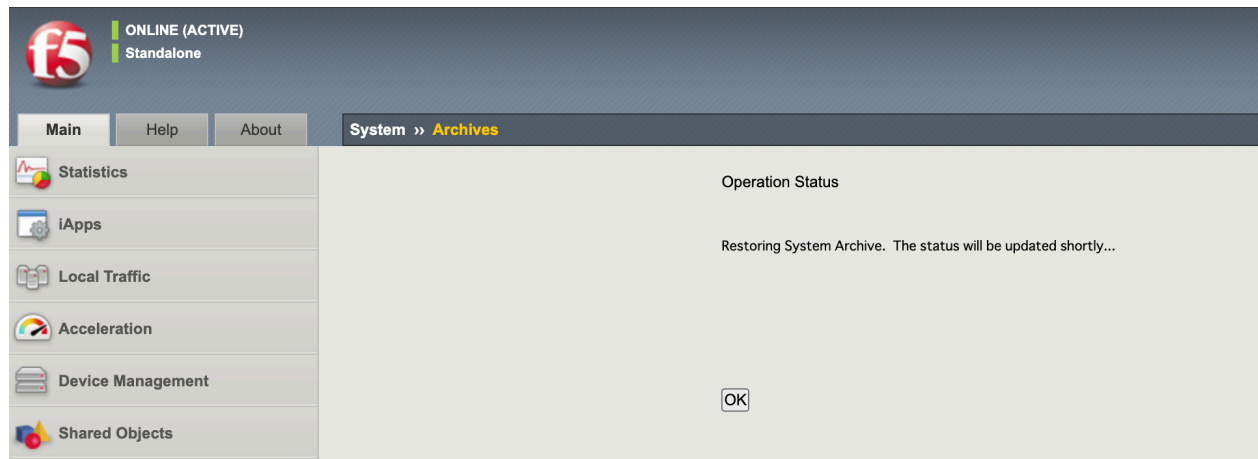 f5
ONLINE (ACTIVE)
Standalone
Main
Help
About
System ›› Archives
Statistics
iApps
Local Traffic
Acceleration
Device Management
Shared Objects
Operation Status
Restoring System Archive.  The status will be updated shortly...
OK